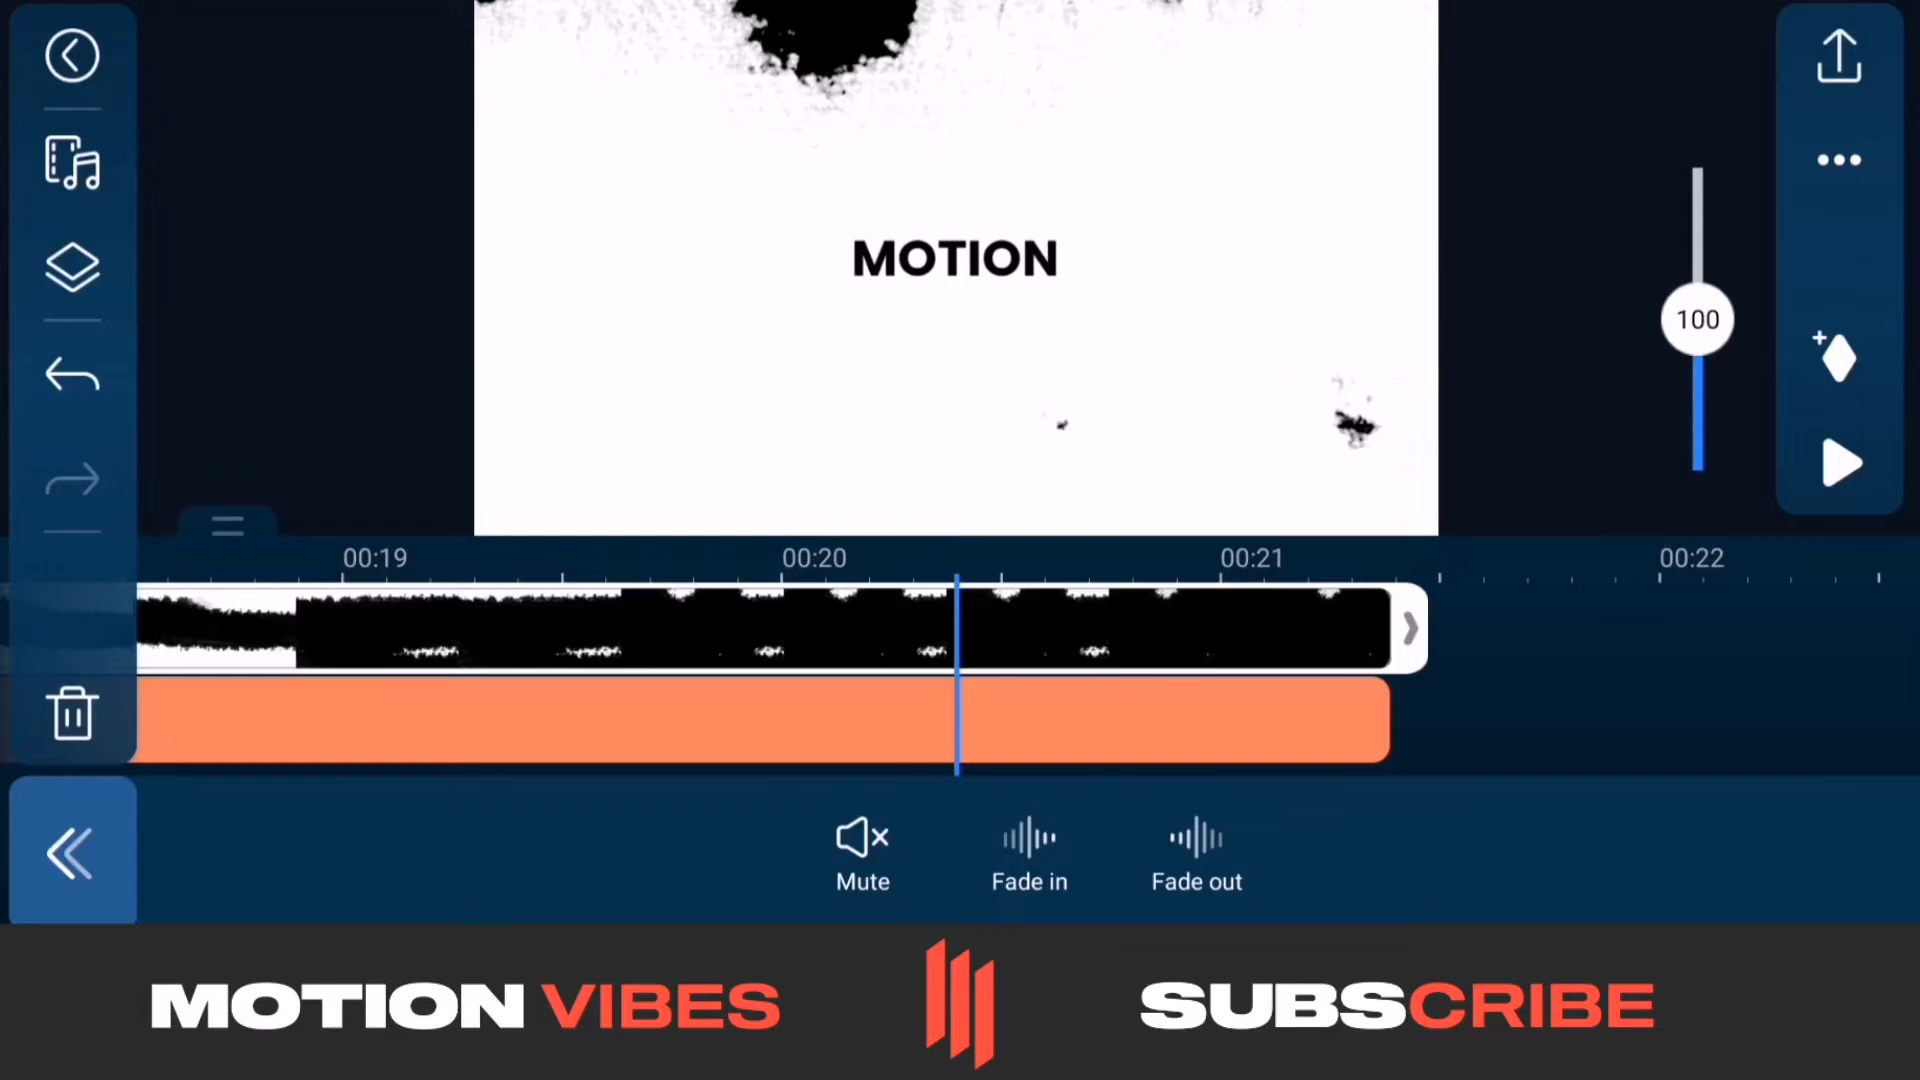 MOTION
100
00:19 00:20 00:21 00:22
Mute Fade in Fade out
MOTION VIBES SUBSCRIBE